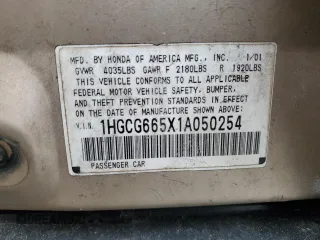 MFD. BY HONDA OF AMERICA MFG., INC. 1/01
GVWR 4035LBS GAWR F 2180LBS R 1920LBS
THIS VEHICLE CONFORMS TO ALL APPLICABLE
FEDERAL MOTOR VEHICLE SAFETY, BUMPER,
AND THEFT PREVENTION STANDARDS IN EFFECT
ON THE DATE OF MANUFACTURE SHOWN ABOVE.
V.I.N. 1HGCG665X1A050254
PASSENGER CAR